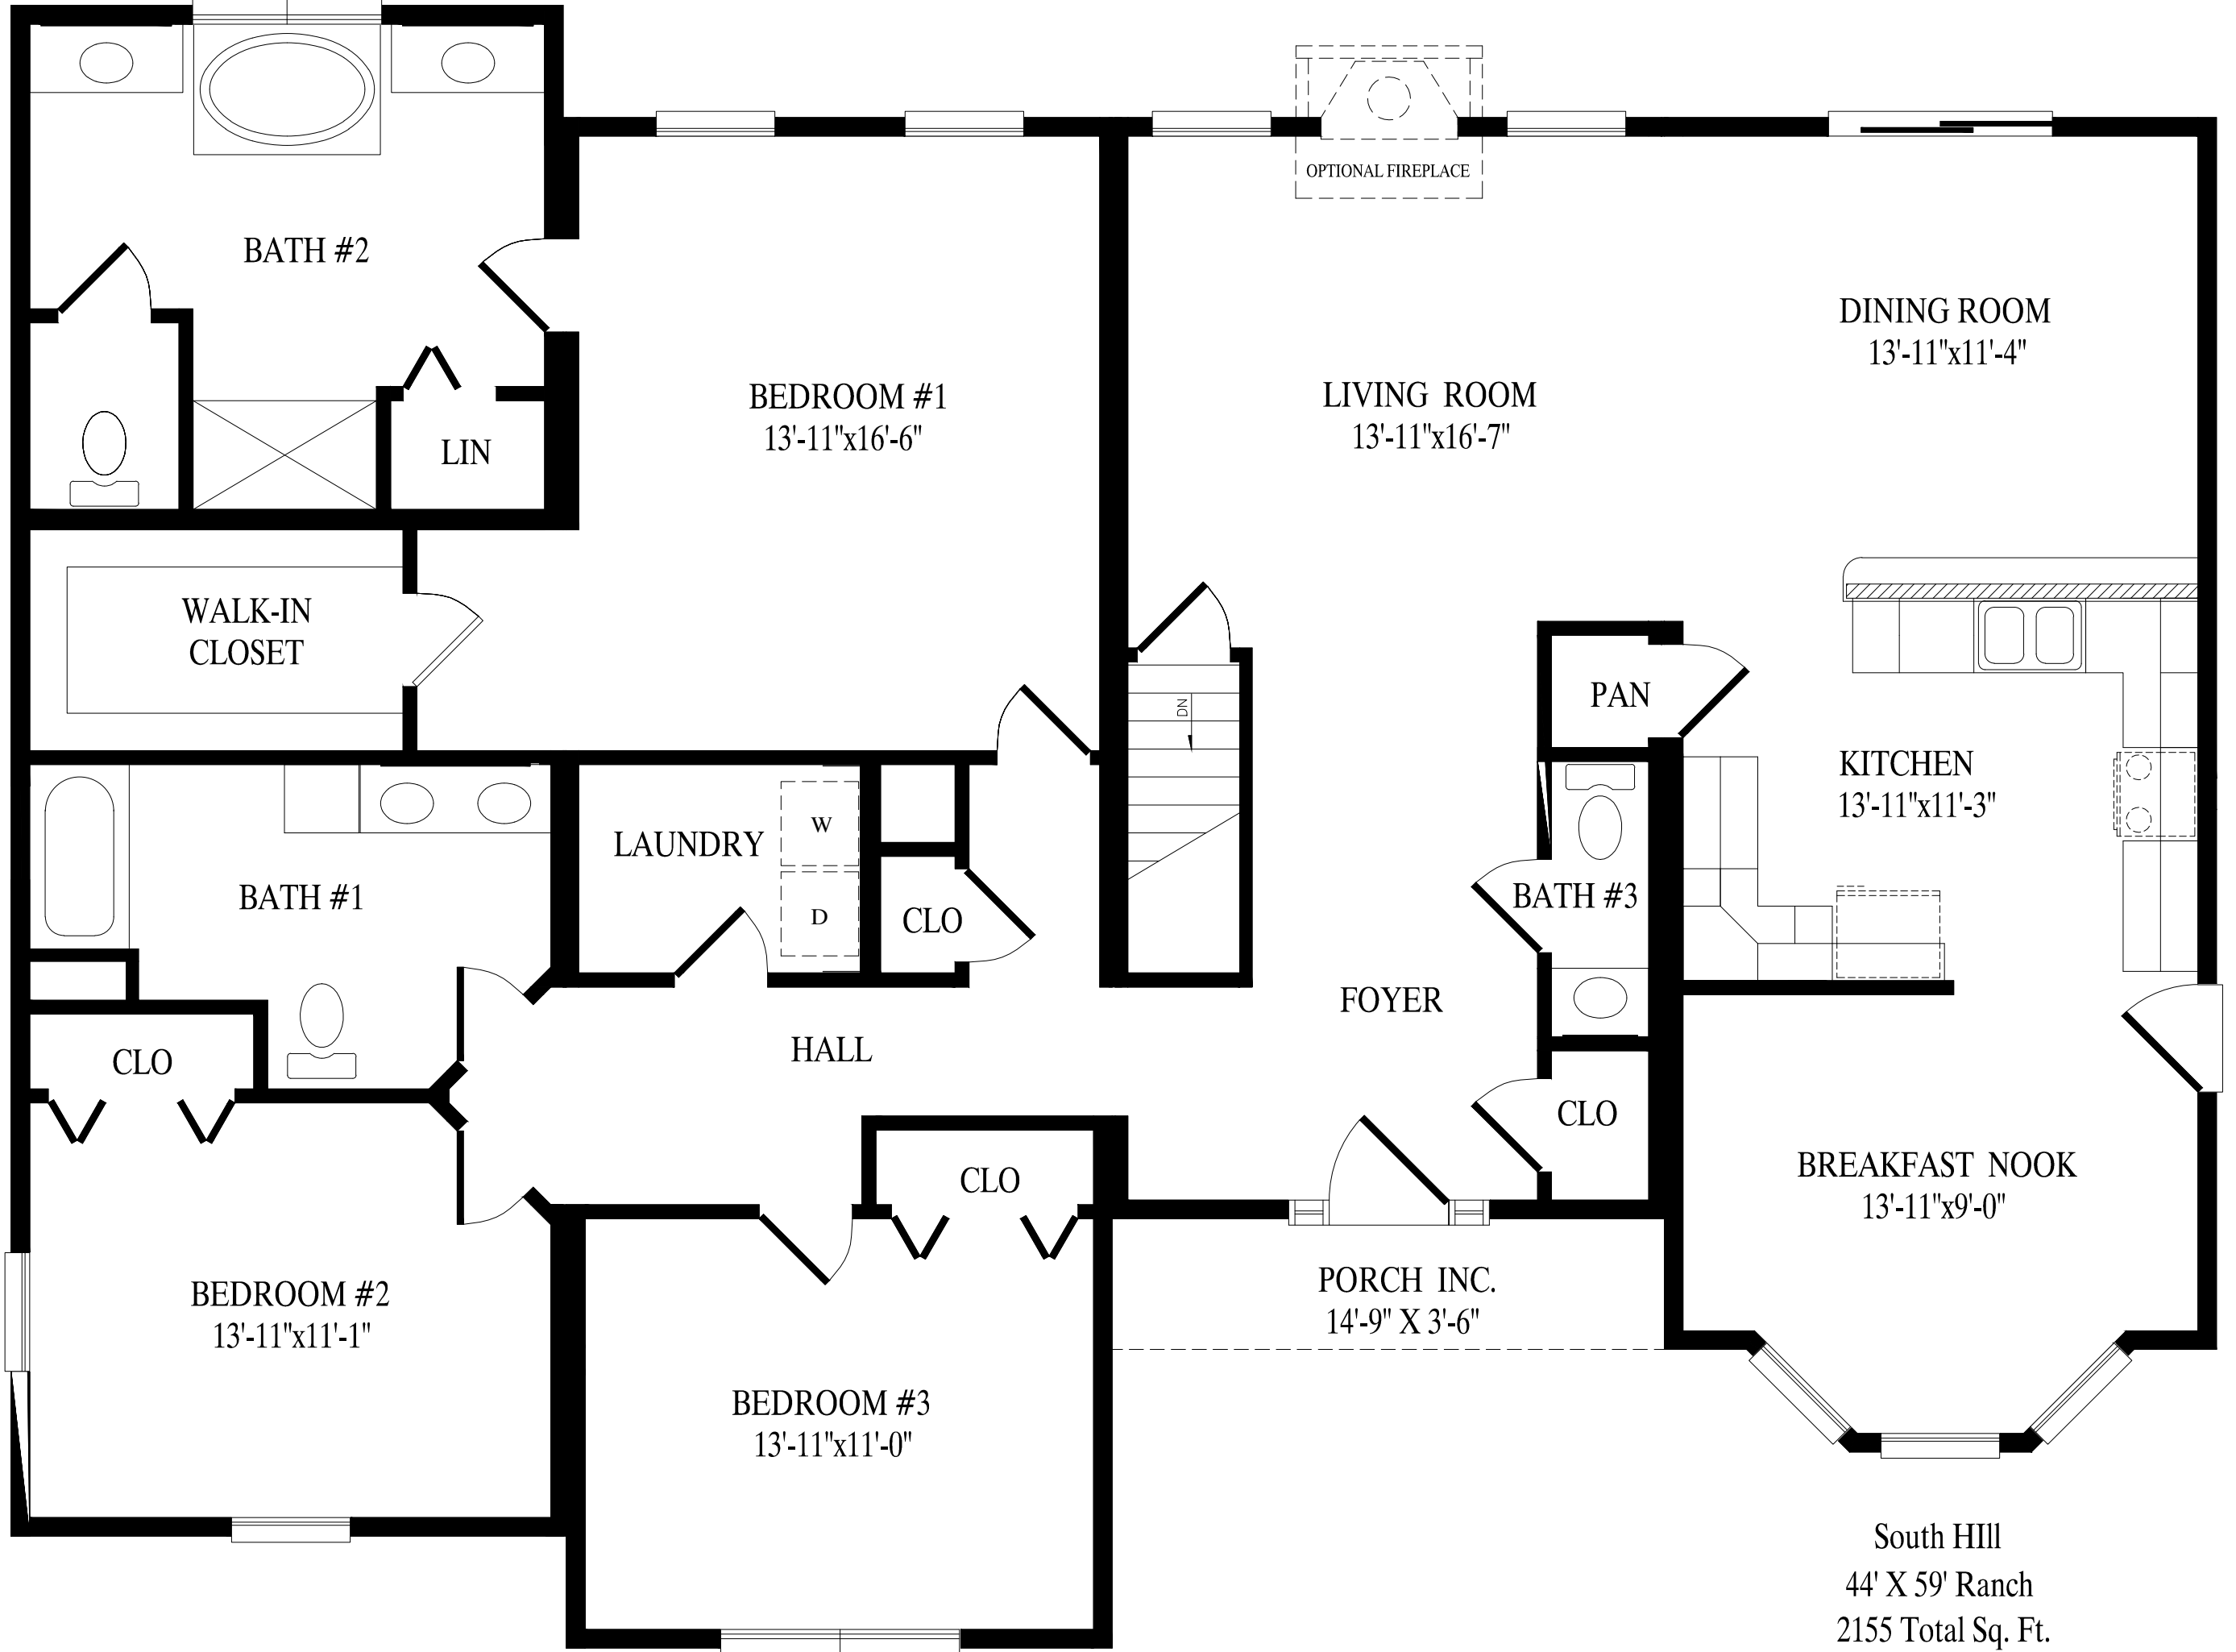 OPTIONAL FIREPLACE
BATH #2
DINING ROOM
13'-11"x11'-4"
BEDROOM #1
13'-11"x16'-6"
LIVING ROOM
13'-11"x16'-7"
LIN
WALK-IN
CLOSET
PAN
DN
KITCHEN
13'-11"x11'-3"
LAUNDRY
W
D
BATH #1
CLO
BATH #3
FOYER
HALL
CLO
CLO
CLO
BREAKFAST NOOK
13'-11"x9'-0"
BEDROOM #2
13'-11"x11'-1"
PORCH INC.
14'-9" X 3'-6"
BEDROOM #3
13'-11"x11'-0"
South HIll
44' X 59' Ranch
2155 Total Sq. Ft.